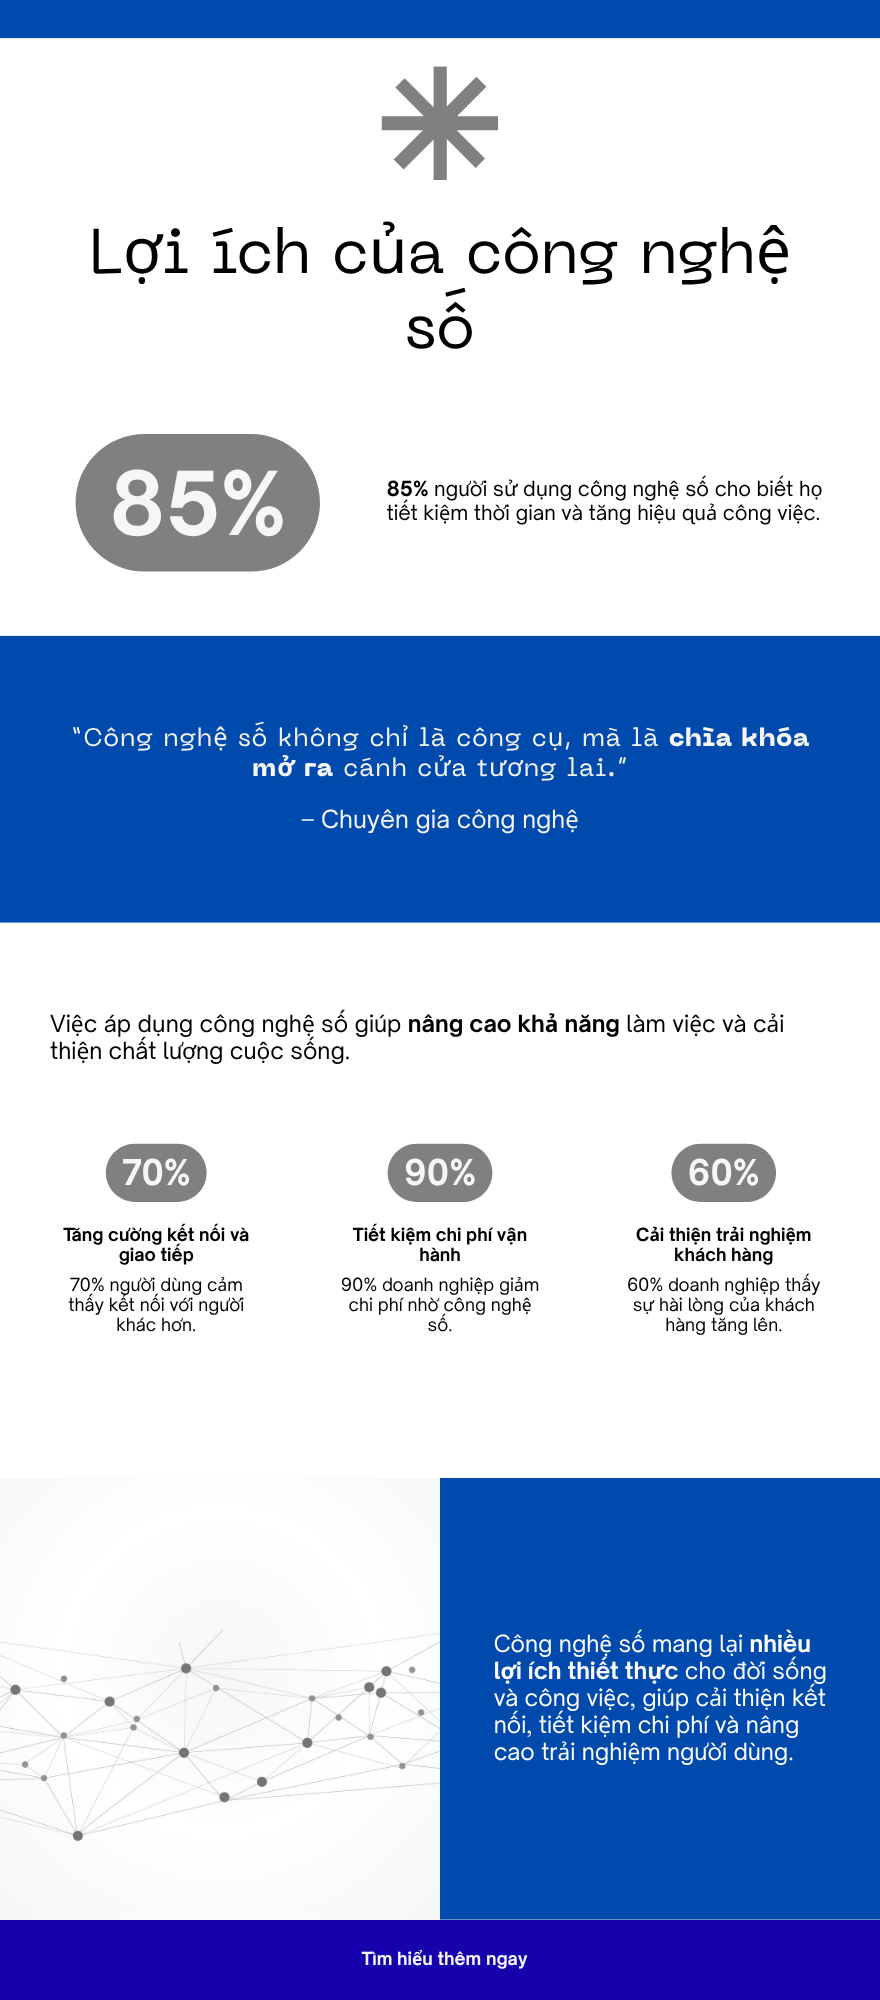 Lợi ích của công nghệ
số
85%
85% người sử dụng công nghệ số cho biết họ
tiết kiệm thời gian và tăng hiệu quả công việc.
"Công nghệ số không chỉ là công cụ, mà là chìa khóa
mở ra cánh cửa tương lai."
– Chuyên gia công nghệ
Việc áp dụng công nghệ số giúp nâng cao khả năng làm việc và cải
thiện chất lượng cuộc sống.
70%
Tăng cường kết nối và
giao tiếp
70% người dùng cảm
thấy kết nối với người
khác hơn.
90%
Tiết kiệm chi phí vận
hành
90% doanh nghiệp giảm
chi phí nhờ công nghệ
số.
60%
Cải thiện trải nghiệm
khách hàng
60% doanh nghiệp thấy
sự hài lòng của khách
hàng tăng lên.
Công nghệ số mang lại nhiều
lợi ích thiết thực cho đời sống
và công việc, giúp cải thiện kết
nối, tiết kiệm chi phí và nâng
cao trải nghiệm người dùng.
Tìm hiểu thêm ngay